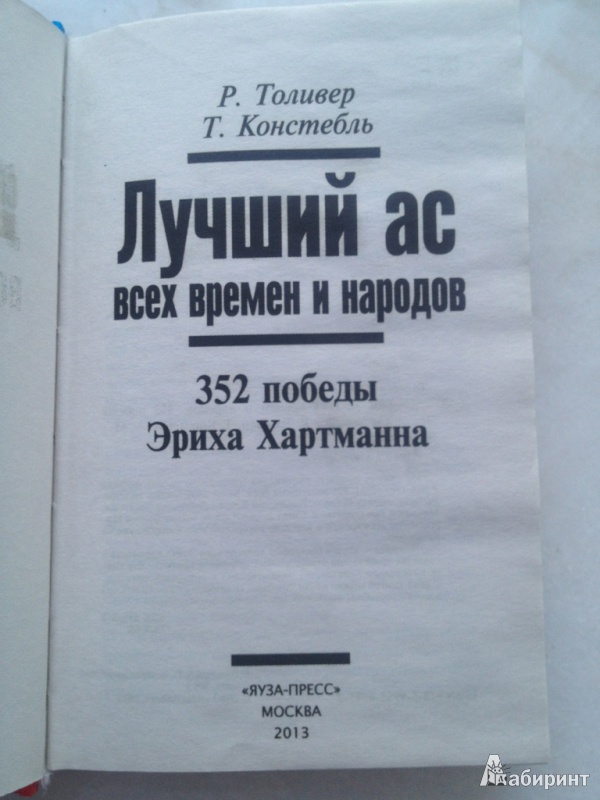 Р. Толивер
Т. Констебль
Лучший ас
всех времен и народов
352 победы
Эриха Хартманна
«ЯУЗА-ПРЕСС»
МОСКВА
2013
Лабиринт